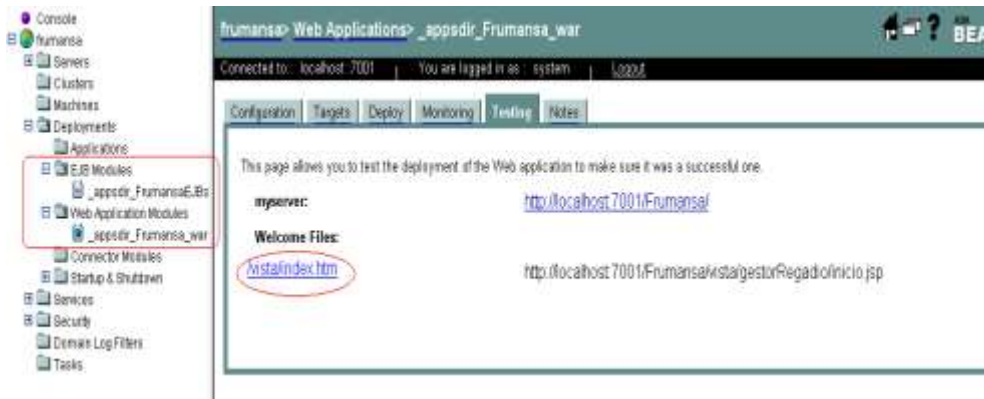 Console
frumansa
Servers
Clusters
Machines
Deployments
Applications
EJB Modules
_appsdir_FrumansaEJBs
Web Application Modules
_appsdir_Frumansa_war
Connector Modules
Startup & Shutdown
Services
Security
Domain Log Filters
Tasks
frumansa> Web Applications> _appsdir_Frumansa_war
? BEA
Connected to: localhost:7001 | You are logged in as: system | Logout
Configuration Targets Deploy Monitoring Testing Notes
This page allows you to test the deployment of the Web application to make sure it was a successful one.
myserver: http://localhost:7001/Frumansa/
Welcome Files:
/vista/index.htm http://localhost:7001/Frumansa/vista/gestorRegadio/inicio.jsp